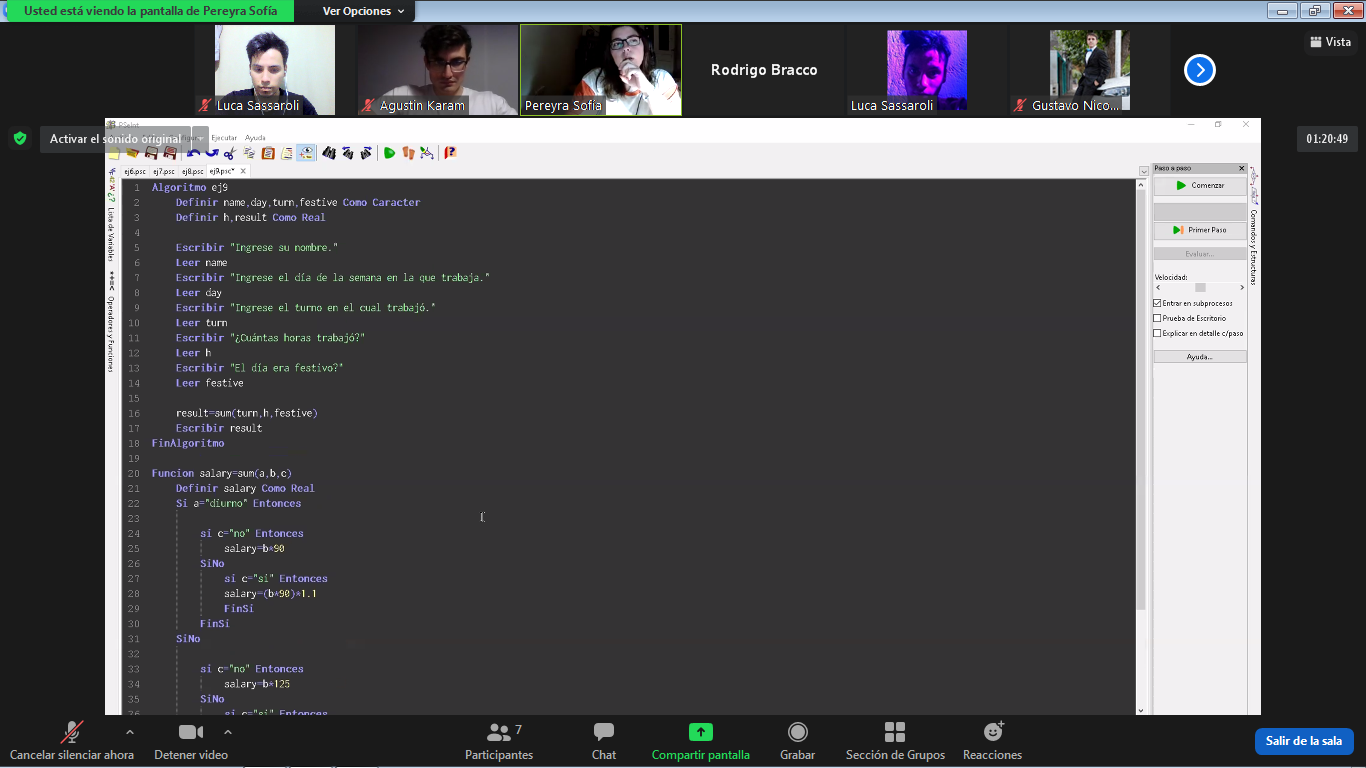 Usted está viendo la pantalla de Pereyra Sofía
Ver Opciones
Vista
Luca Sassaroli
Agustin Karam
Pereyra Sofía
Rodrigo Bracco
Luca Sassaroli
Gustavo Nico...
Activar el sonido original
01:20:49
PSeInt
Ejecutar Ayuda
ej6.psc ej7.psc ej8.psc ej9.psc*
1 Algoritmo ej9
2 Definir name,day,turn,festive Como Caracter
3 Definir h,result Como Real
4
5 Escribir "Ingrese su nombre."
6 Leer name
7 Escribir "Ingrese el día de la semana en la que trabaja."
8 Leer day
9 Escribir "Ingrese el turno en el cual trabajó."
10 Leer turn
11 Escribir "¿Cuántas horas trabajó?"
12 Leer h
13 Escribir "El día era festivo?"
14 Leer festive
15
16 result=sum(turn,h,festive)
17 Escribir result
18 FinAlgoritmo
19
20 Funcion salary=sum(a,b,c)
21 Definir salary Como Real
22 Si a="diurno" Entonces
23
24 si c="no" Entonces
25 salary=b*90
26 SiNo
27 si c="si" Entonces
28 salary=(b*90)*1.1
29 FinSi
30 FinSi
31 SiNo
32
33 si c="no" Entonces
34 salary=b*125
35 SiNo
36 si c="si" Entonces
Lista de Variables
Operadores y Funciones
Paso a paso
Comenzar
Primer Paso
Evaluar...
Velocidad:
Entrar en subprocesos
Prueba de Escritorio
Explicar en detalle c/paso
Ayuda...
Comandos y Estructuras
Cancelar silenciar ahora
Detener video
7
Participantes
Chat
Compartir pantalla
Grabar
Sección de Grupos
Reacciones
Salir de la sala